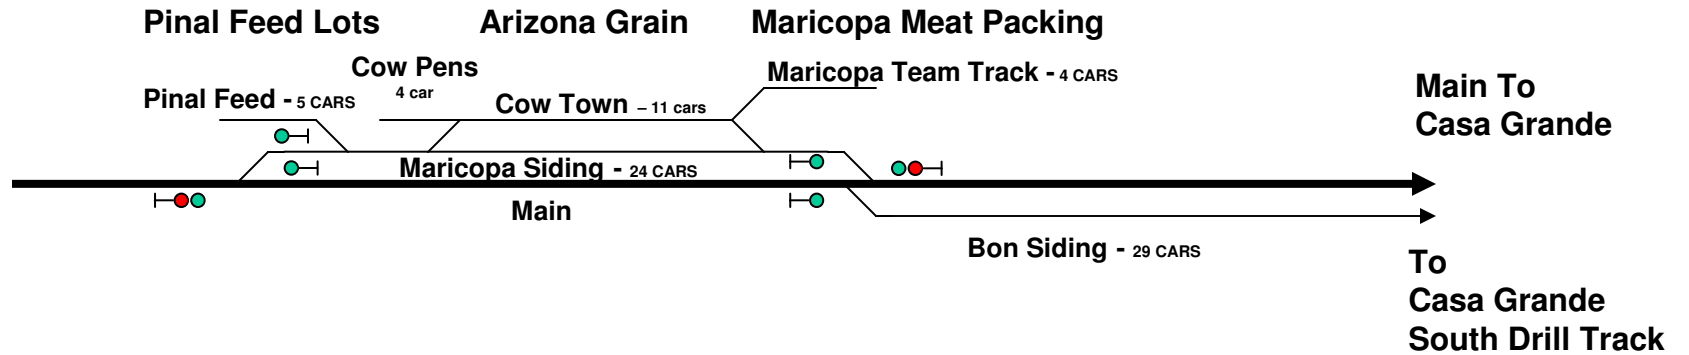 Pinal Feed Lots
Arizona Grain
Maricopa Meat Packing
Cow Pens
4 car
Maricopa Team Track - 4 CARS
Pinal Feed - 5 CARS
Cow Town – 11 cars
Main To
Casa Grande
Maricopa Siding - 24 CARS
Main
Bon Siding - 29 CARS
To
Casa Grande
South Drill Track